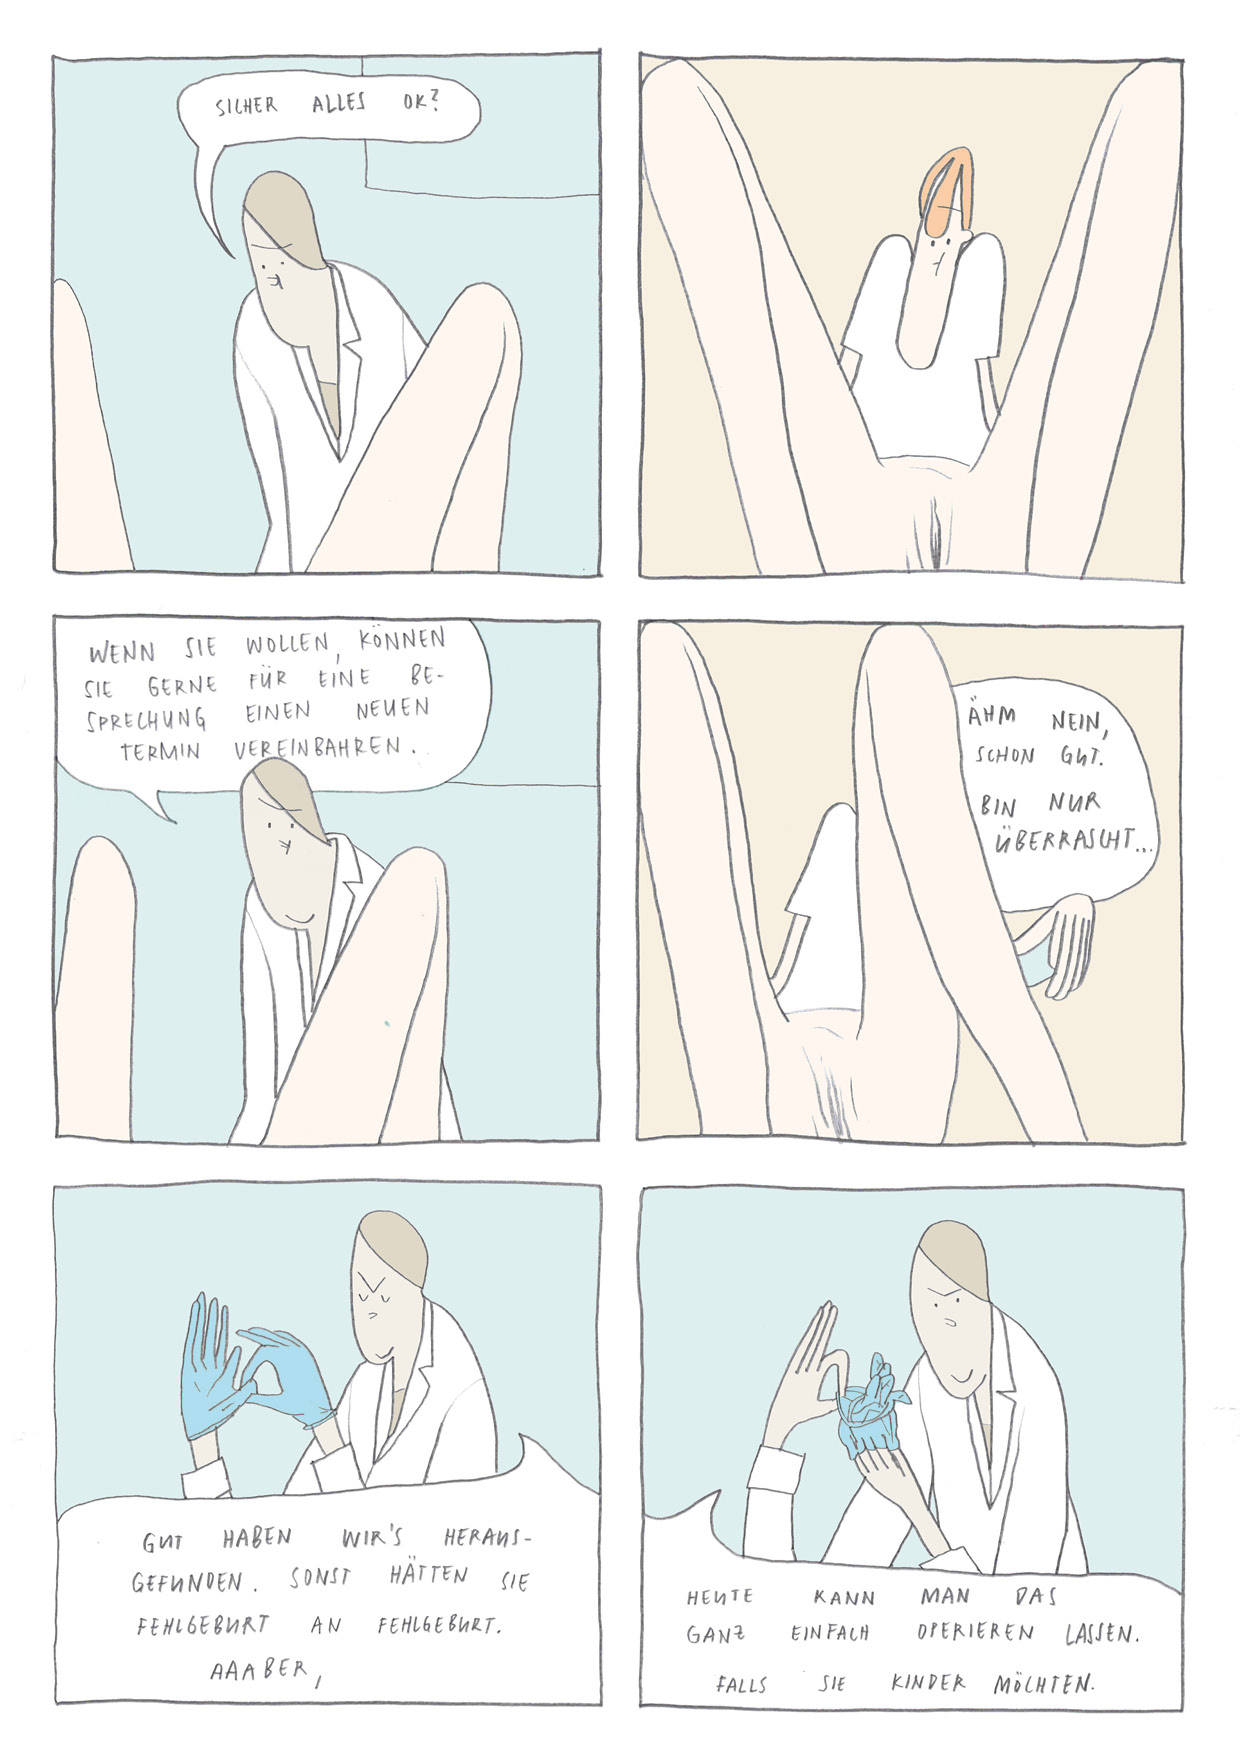 SICHER ALLES OK?
WENN SIE WOLLEN, KÖNNEN
SIE GERNE FÜR EINE BE-
SPRECHUNG EINEN NEUEN
TERMIN VEREINBAHREN.
ÄHM NEIN,
SCHON GUT.
BIN NUR
ÜBERRASCHT...
GUT HABEN WIR'S HERAUS-
GEFUNDEN. SONST HÄTTEN SIE
FEHLGEBURT AN FEHLGEBURT.
AAABER,
HEUTE KANN MAN DAS
GANZ EINFACH OPERIEREN LASSEN.
FALLS SIE KINDER MÖCHTEN.